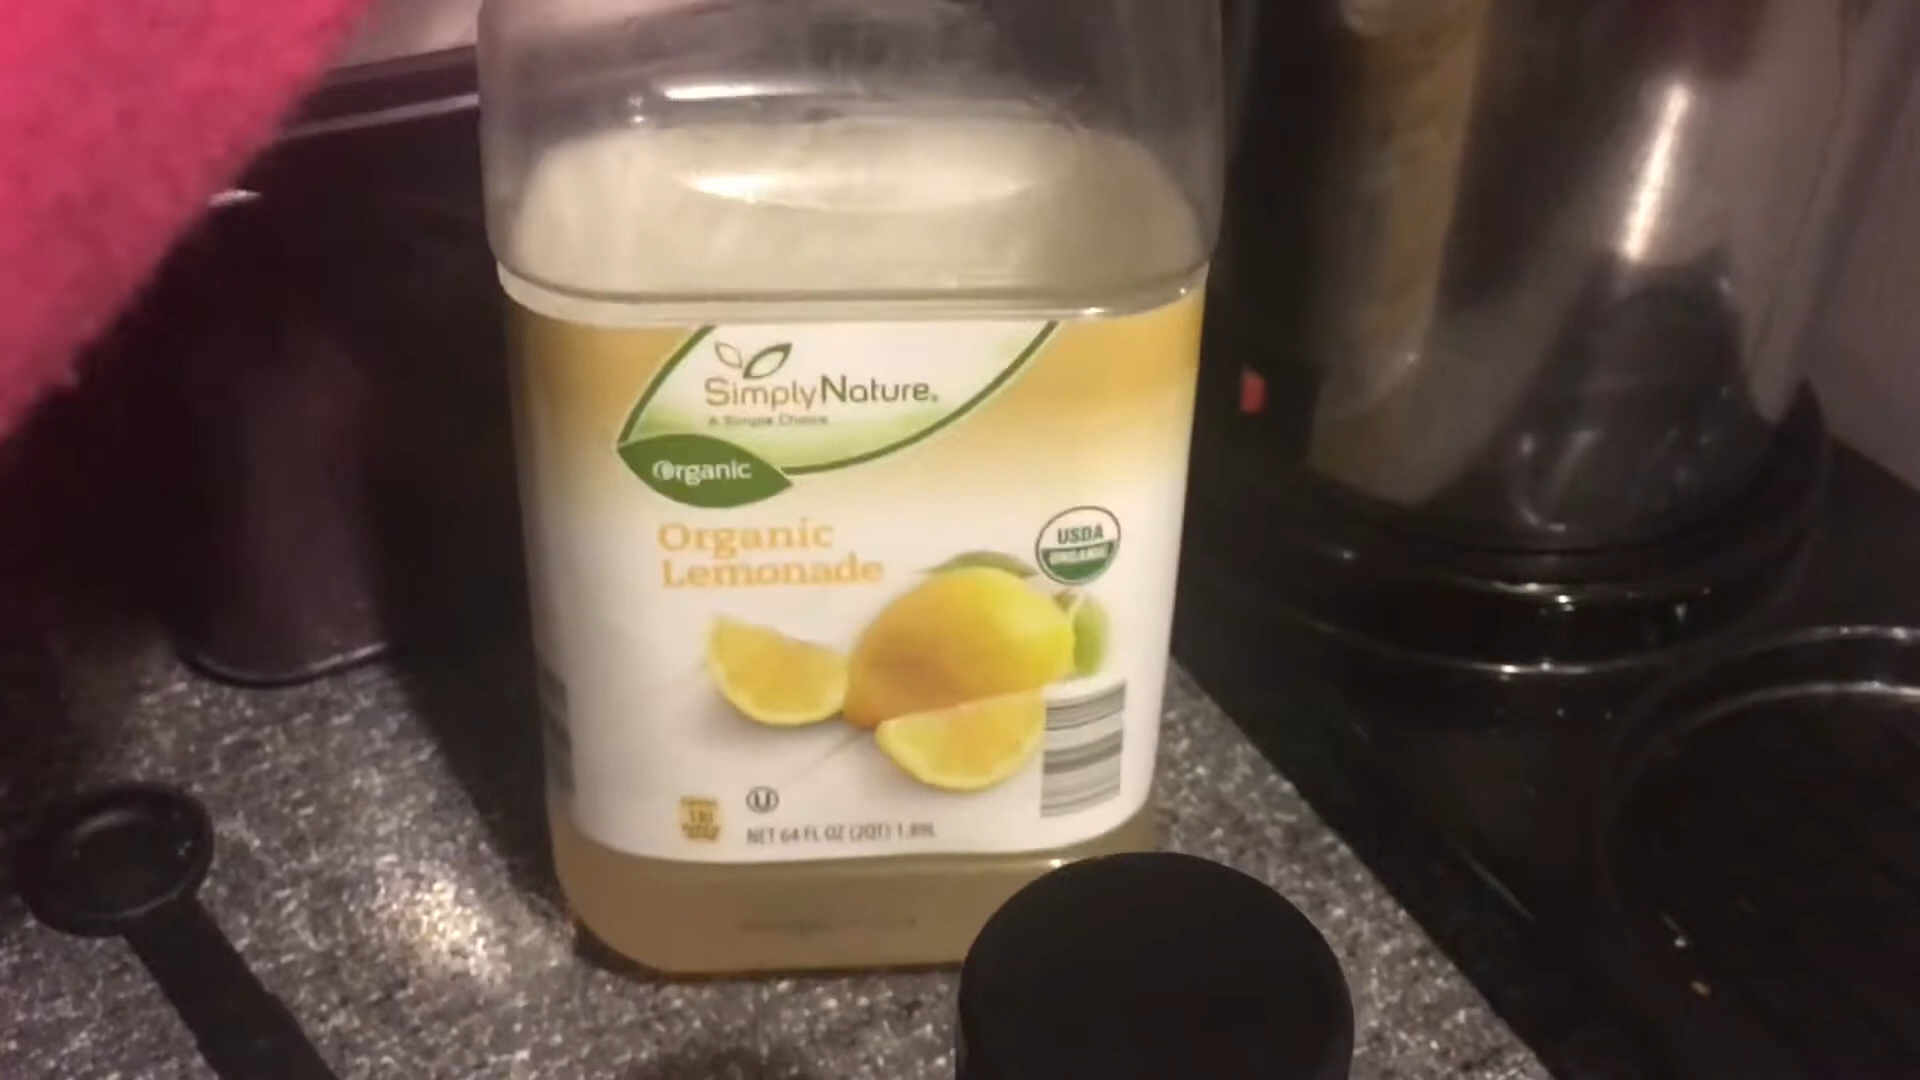 SimplyNature®
A Simple Choice
Organic
Organic
Lemonade
USDA
ORGANIC
U
NET 64 FL OZ (2QT) 1.89L